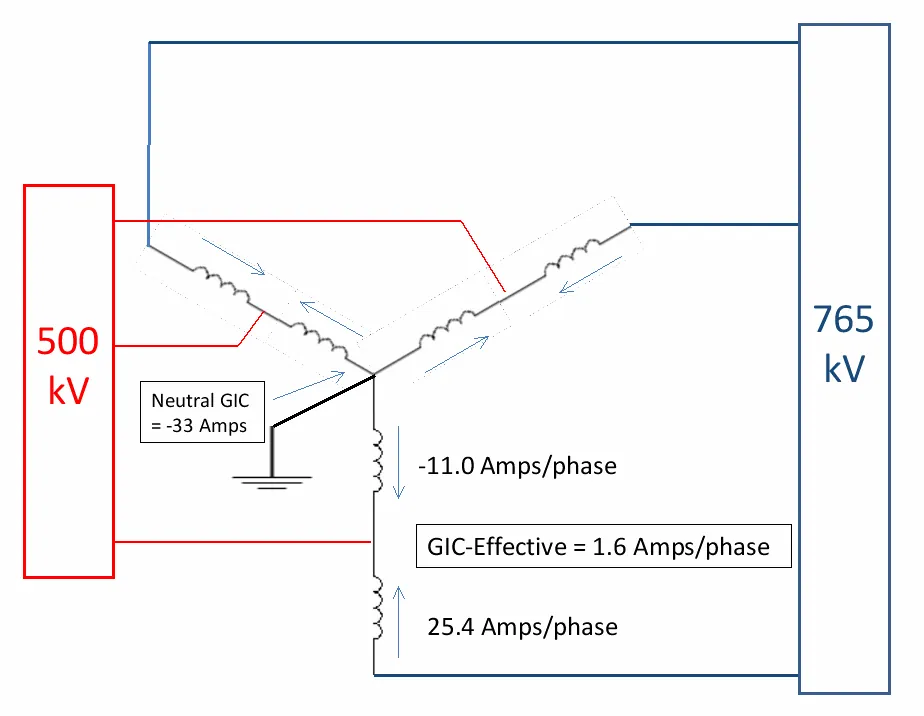 500
kV
765
kV
Neutral GIC
= -33 Amps
-11.0 Amps/phase
GIC-Effective = 1.6 Amps/phase
25.4 Amps/phase